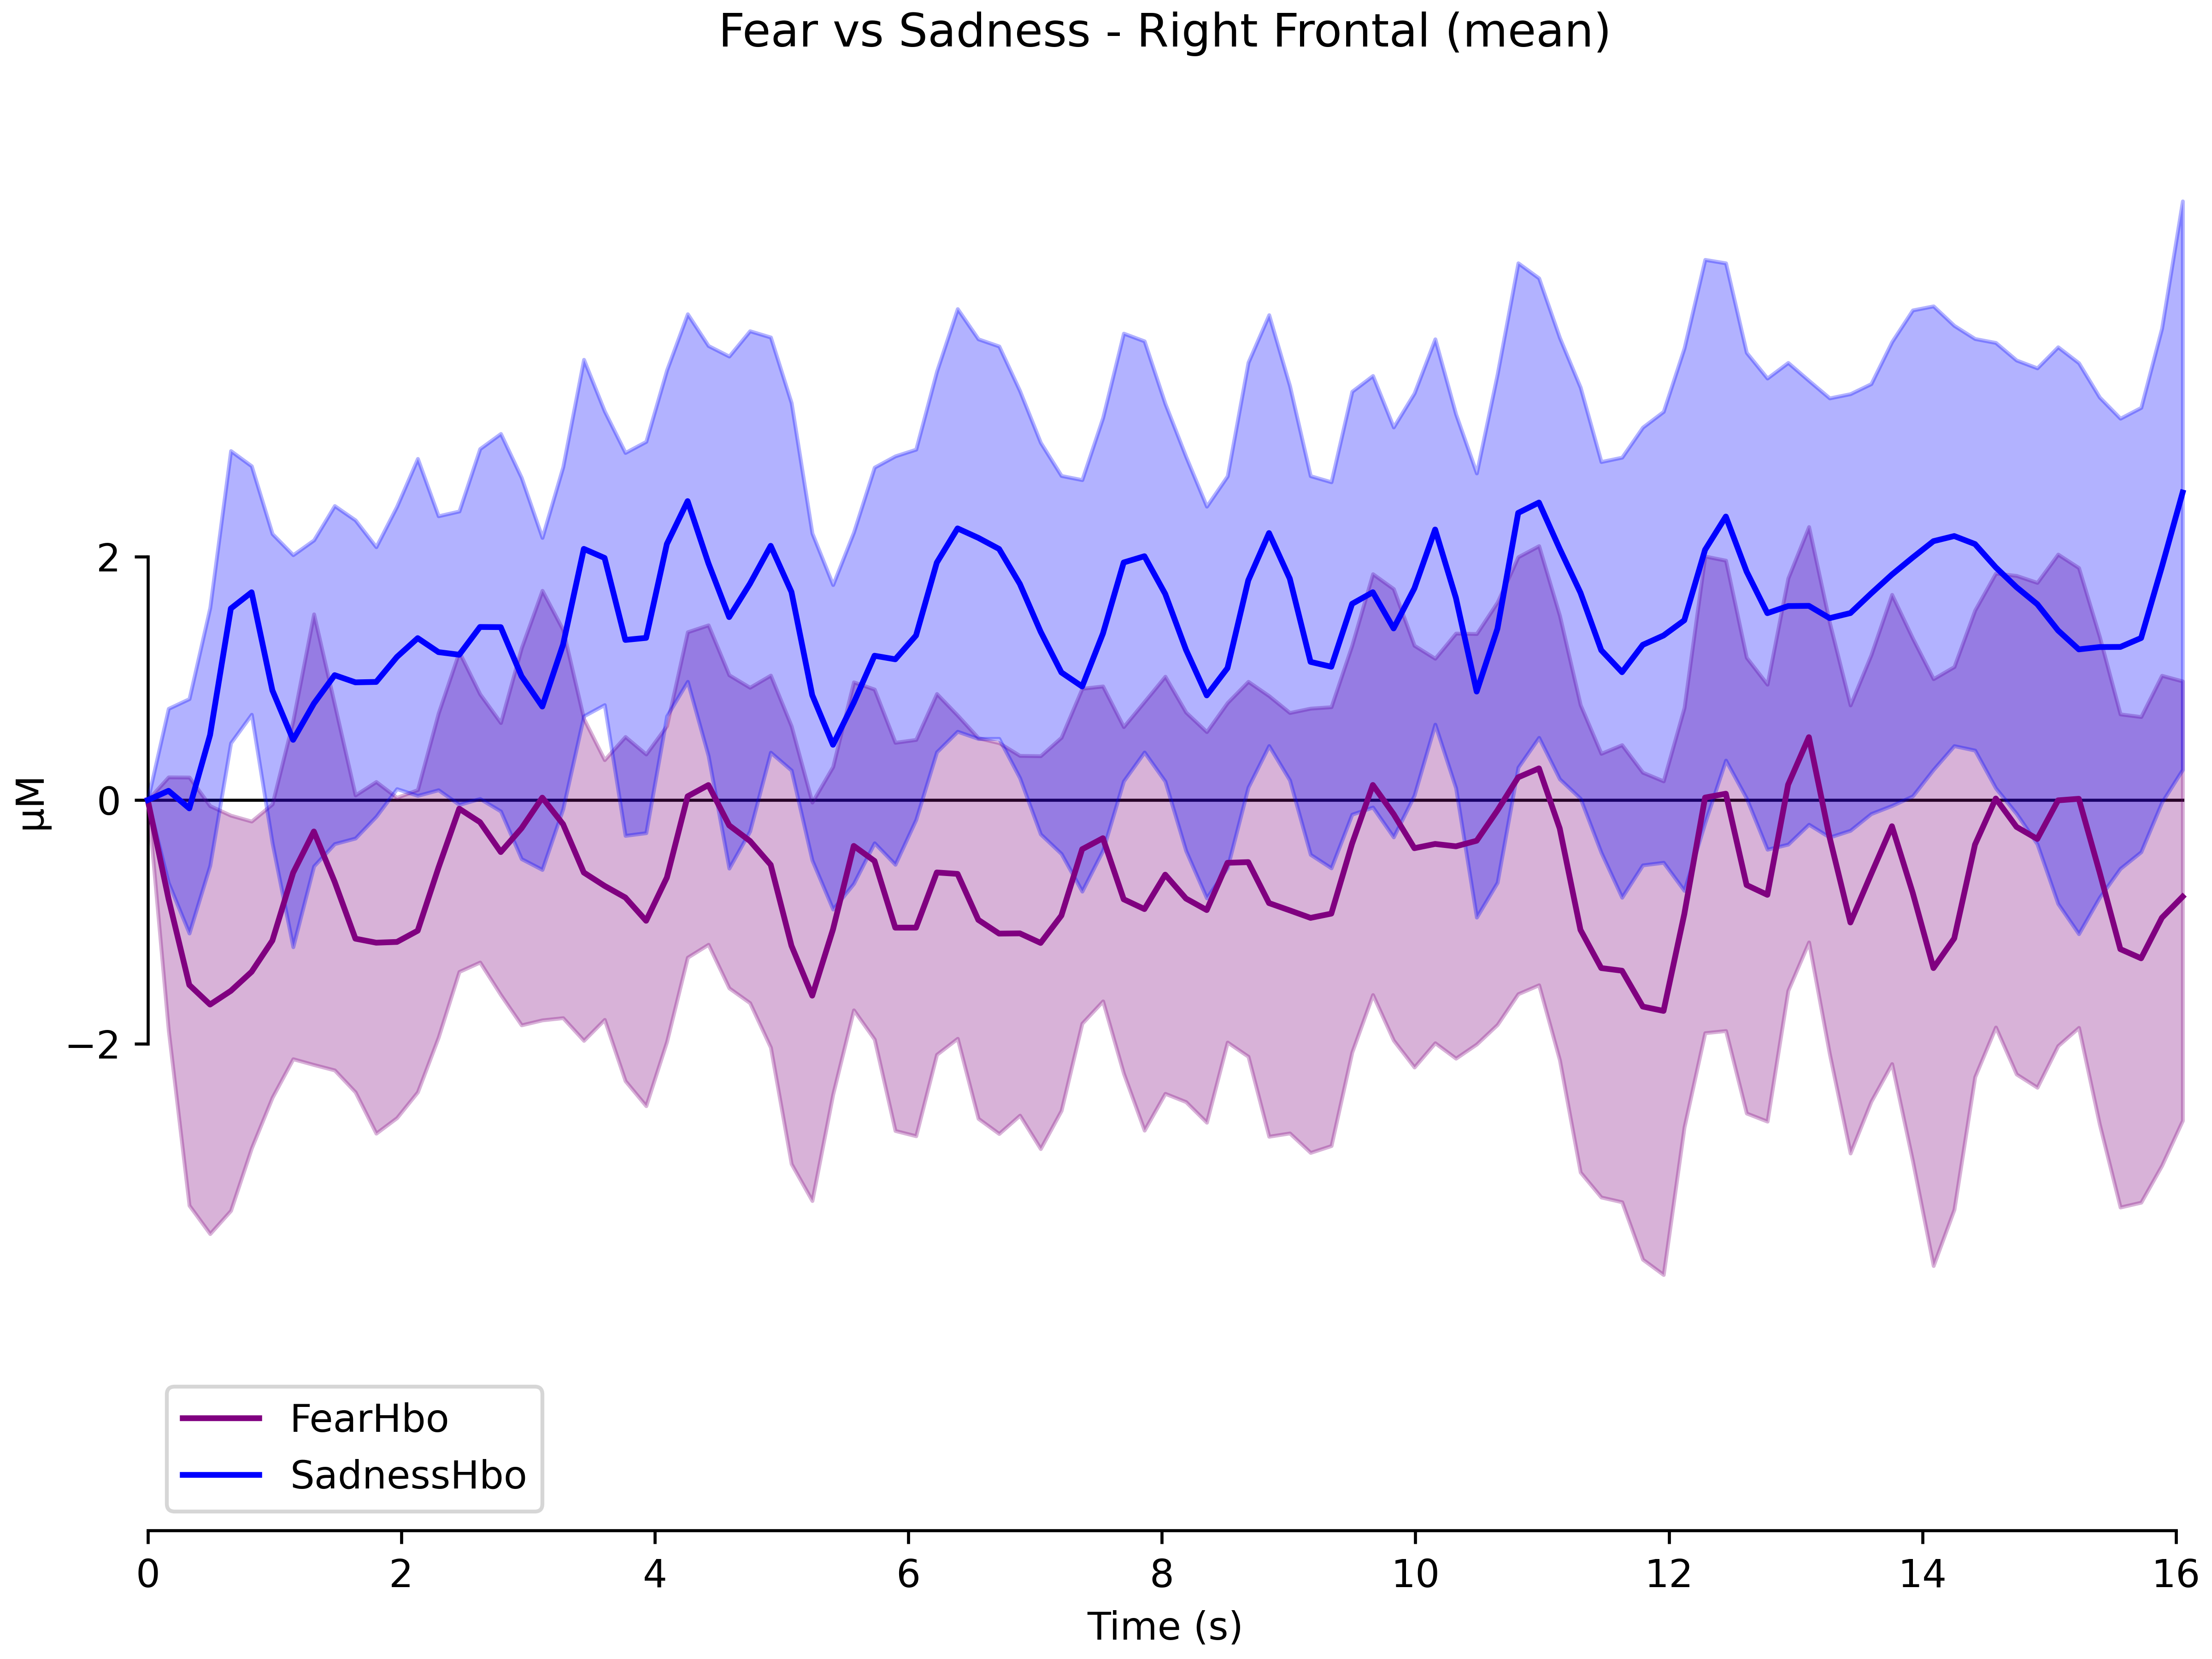 Fear vs Sadness - Right Frontal (mean)
µM
2
0
−2
FearHbo
SadnessHbo
0 2 4 6 8 10 12 14 16
Time (s)